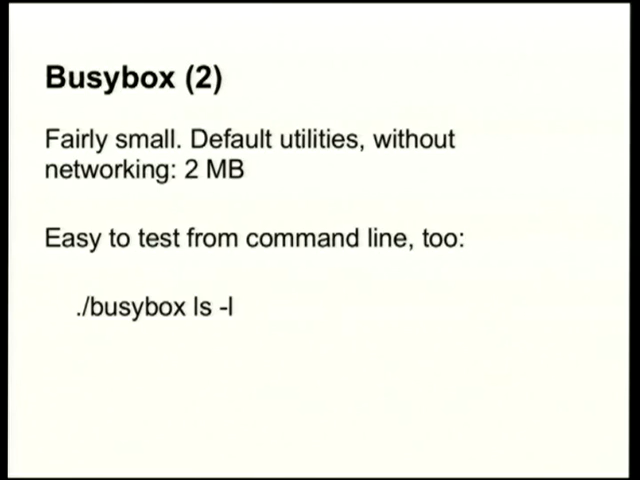 Busybox (2)
Fairly small. Default utilities, without
networking: 2 MB
Easy to test from command line, too:
./busybox ls -l